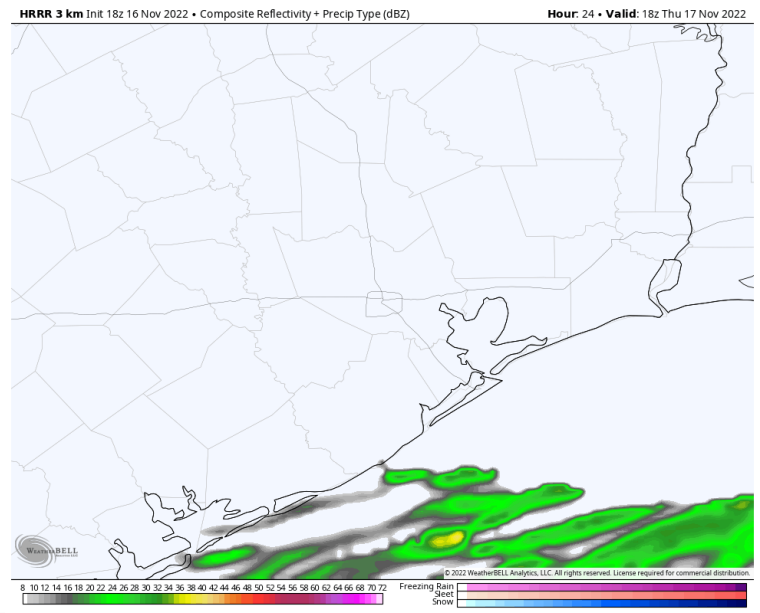 HRRR 3 km Init 18z 16 Nov 2022 • Composite Reflectivity + Precip Type (dBZ)
Hour: 24 • Valid: 18z Thu 17 Nov 2022
WeatherBELL
© 2022 WeatherBELL Analytics, LLC. All rights reserved. License required for commercial distribution.
8 10 12 14 16 18 20 22 24 26 28 30 32 34 36 38 40 42 44 46 48 50 52 54 56 58 60 62 64 66 68 70 72
Freezing Rain
Sleet
Snow